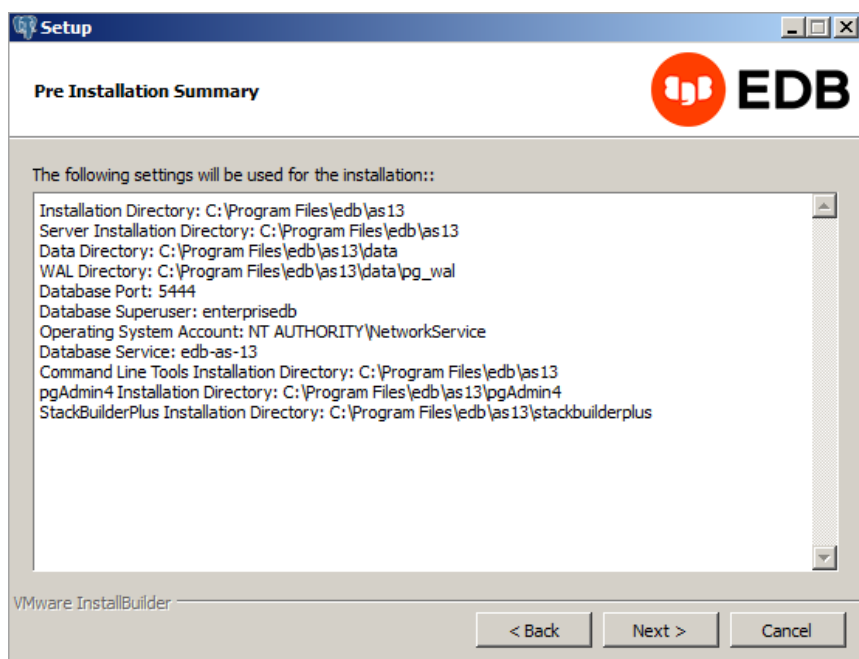 Setup
Pre Installation Summary
EDB
The following settings will be used for the installation::
Installation Directory: C:\Program Files\edb\as13
Server Installation Directory: C:\Program Files\edb\as13
Data Directory: C:\Program Files\edb\as13\data
WAL Directory: C:\Program Files\edb\as13\data\pg_wal
Database Port: 5444
Database Superuser: enterprisedb
Operating System Account: NT AUTHORITY\NetworkService
Database Service: edb-as-13
Command Line Tools Installation Directory: C:\Program Files\edb\as13
pgAdmin4 Installation Directory: C:\Program Files\edb\as13\pgAdmin4
StackBuilderPlus Installation Directory: C:\Program Files\edb\as13\stackbuilderplus
VMware InstallBuilder
< Back Next > Cancel